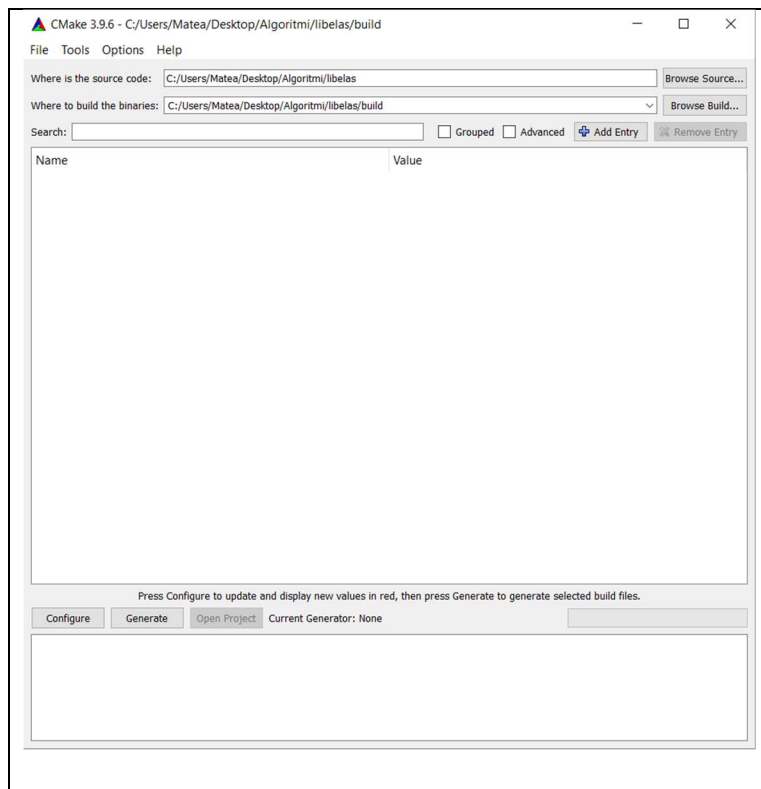 CMake 3.9.6 - C:/Users/Matea/Desktop/Algoritmi/libelas/build
File Tools Options Help
Where is the source code: C:/Users/Matea/Desktop/Algoritmi/libelas Browse Source...
Where to build the binaries: C:/Users/Matea/Desktop/Algoritmi/libelas/build Browse Build...
Search: Grouped Advanced Add Entry Remove Entry
Name Value
Press Configure to update and display new values in red, then press Generate to generate selected build files.
Configure Generate Open Project Current Generator: None